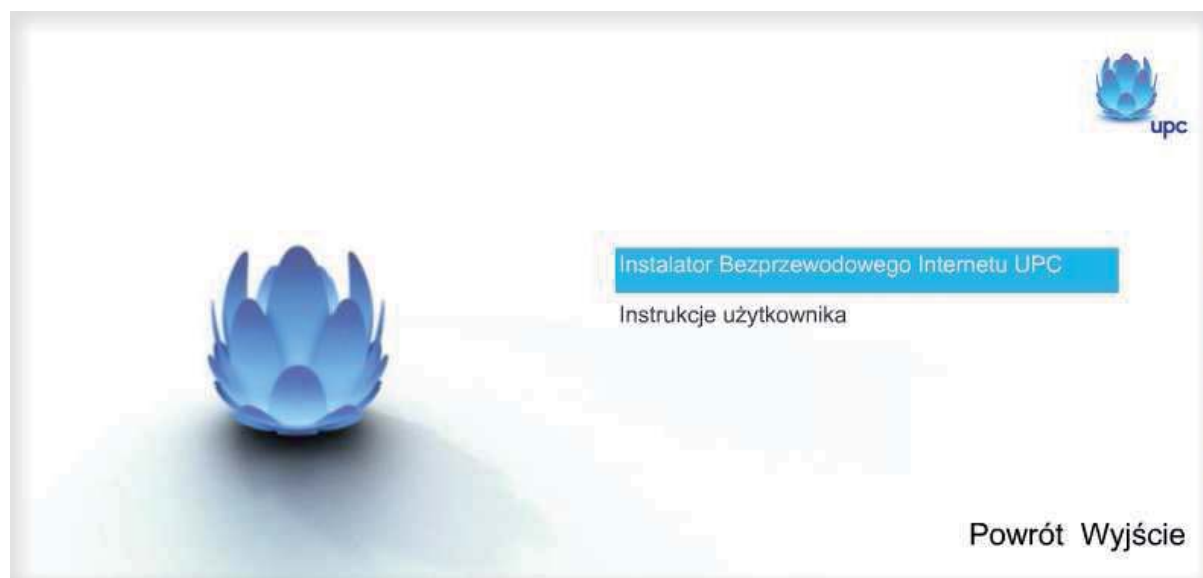 upc
Instalator Bezprzewodowego Internetu UPC
Instrukcje użytkownika
Powrót Wyjście